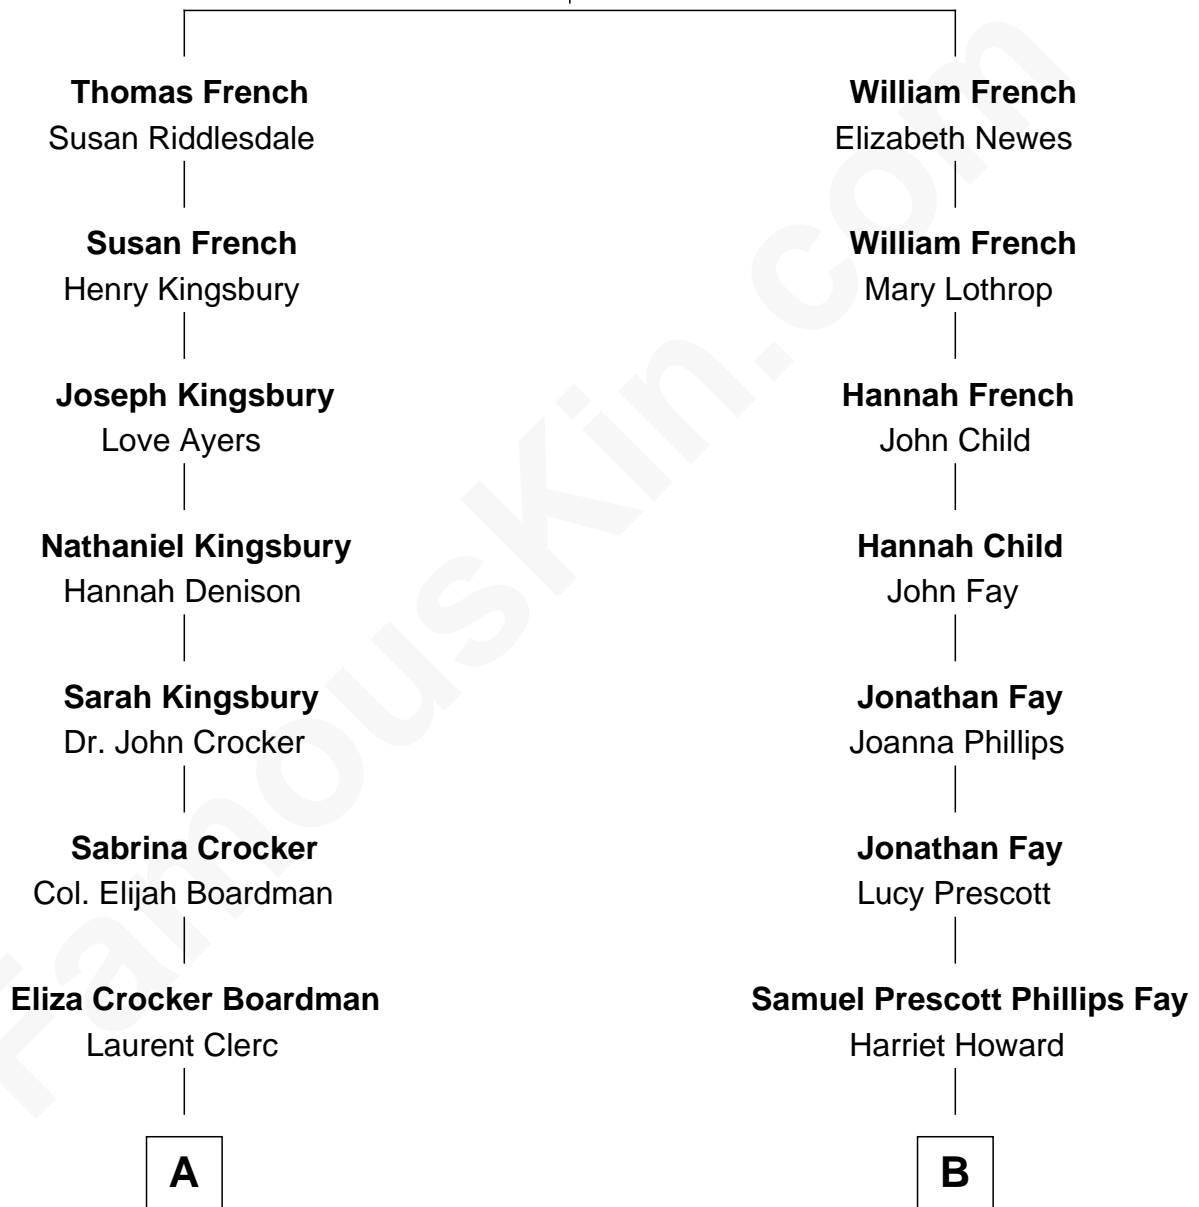 Thomas French
Susan Riddlesdale
Susan French
Henry Kingsbury
Joseph Kingsbury
Love Ayers
Nathaniel Kingsbury
Hannah Denison
Sarah Kingsbury
Dr. John Crocker
Sabrina Crocker
Col. Elijah Boardman
Eliza Crocker Boardman
Laurent Clerc
A
William French
Elizabeth Newes
William French
Mary Lothrop
Hannah French
John Child
Hannah Child
John Fay
Jonathan Fay
Joanna Phillips
Jonathan Fay
Lucy Prescott
Samuel Prescott Phillips Fay
Harriet Howard
B
FamousKin.com